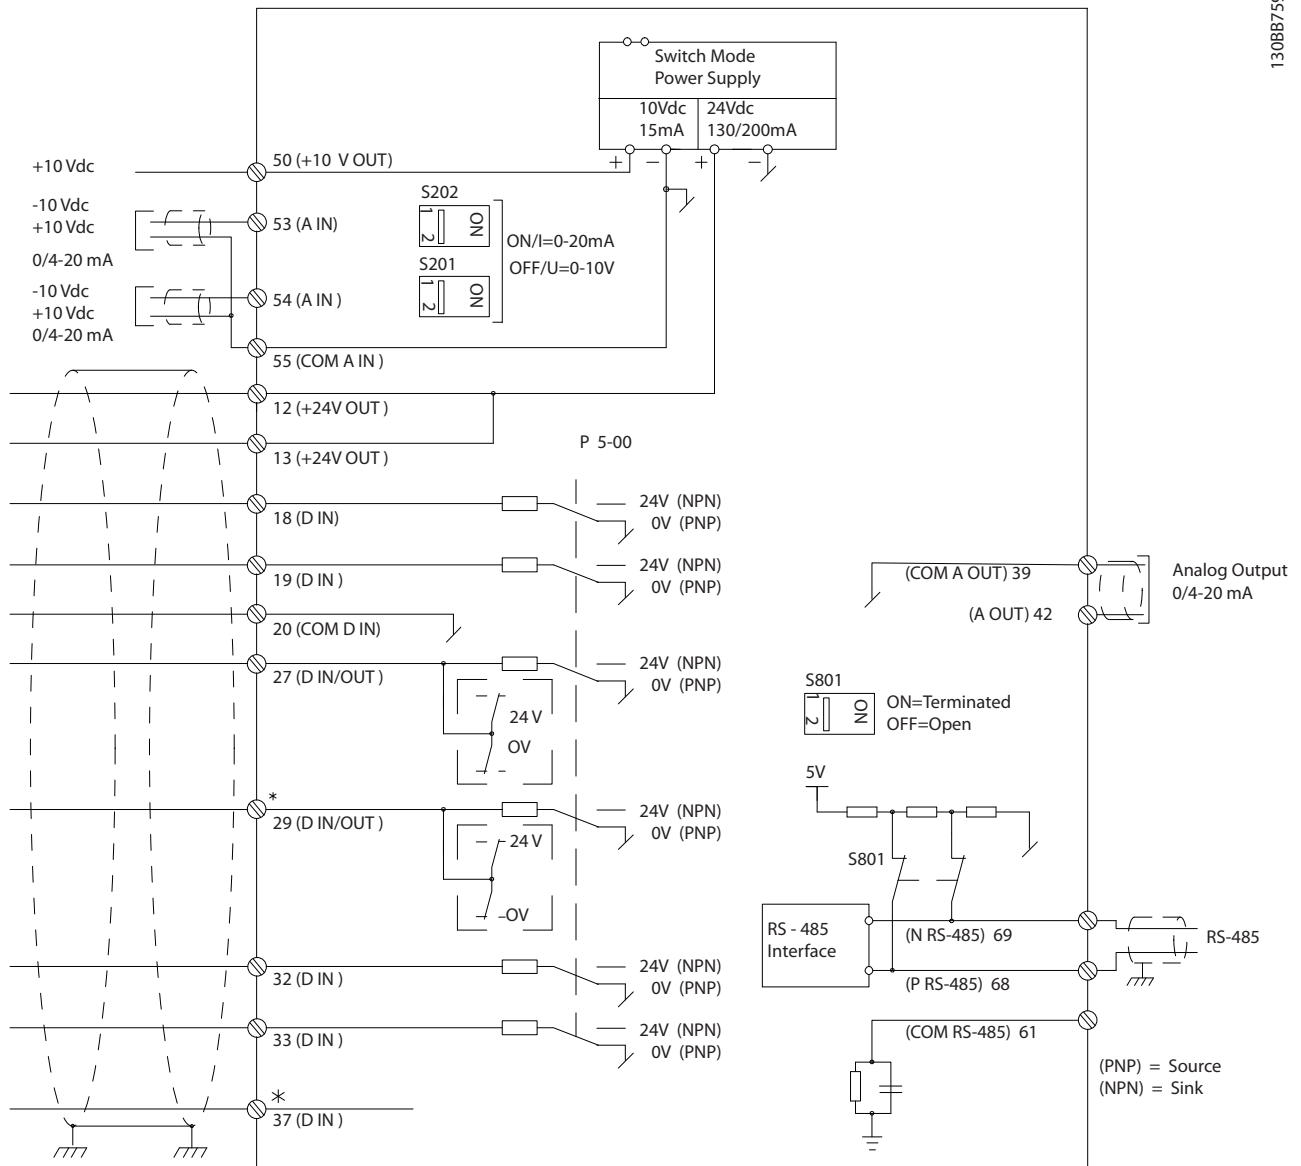 130BB759
Switch Mode
Power Supply
10Vdc
15mA
24Vdc
130/200mA
+ − + −
+10 Vdc
50 (+10 V OUT)
-10 Vdc
+10 Vdc
0/4-20 mA
53 (A IN)
S202
1
2
ON
ON/I=0-20mA
OFF/U=0-10V
S201
1
2
ON
-10 Vdc
+10 Vdc
0/4-20 mA
54 (A IN )
55 (COM A IN )
12 (+24V OUT )
13 (+24V OUT )
P 5-00
18 (D IN)
24V (NPN)
0V (PNP)
19 (D IN )
24V (NPN)
0V (PNP)
20 (COM D IN)
27 (D IN/OUT )
24V (NPN)
0V (PNP)
24 V
OV
*
29 (D IN/OUT )
24V (NPN)
0V (PNP)
24 V
OV
32 (D IN )
24V (NPN)
0V (PNP)
33 (D IN )
24V (NPN)
0V (PNP)
*
37 (D IN )
(COM A OUT) 39
(A OUT) 42
Analog Output
0/4-20 mA
S801
1
2
ON
ON=Terminated
OFF=Open
5V
S801
RS - 485
Interface
(N RS-485) 69
(P RS-485) 68
RS-485
(COM RS-485) 61
(PNP) = Source
(NPN) = Sink